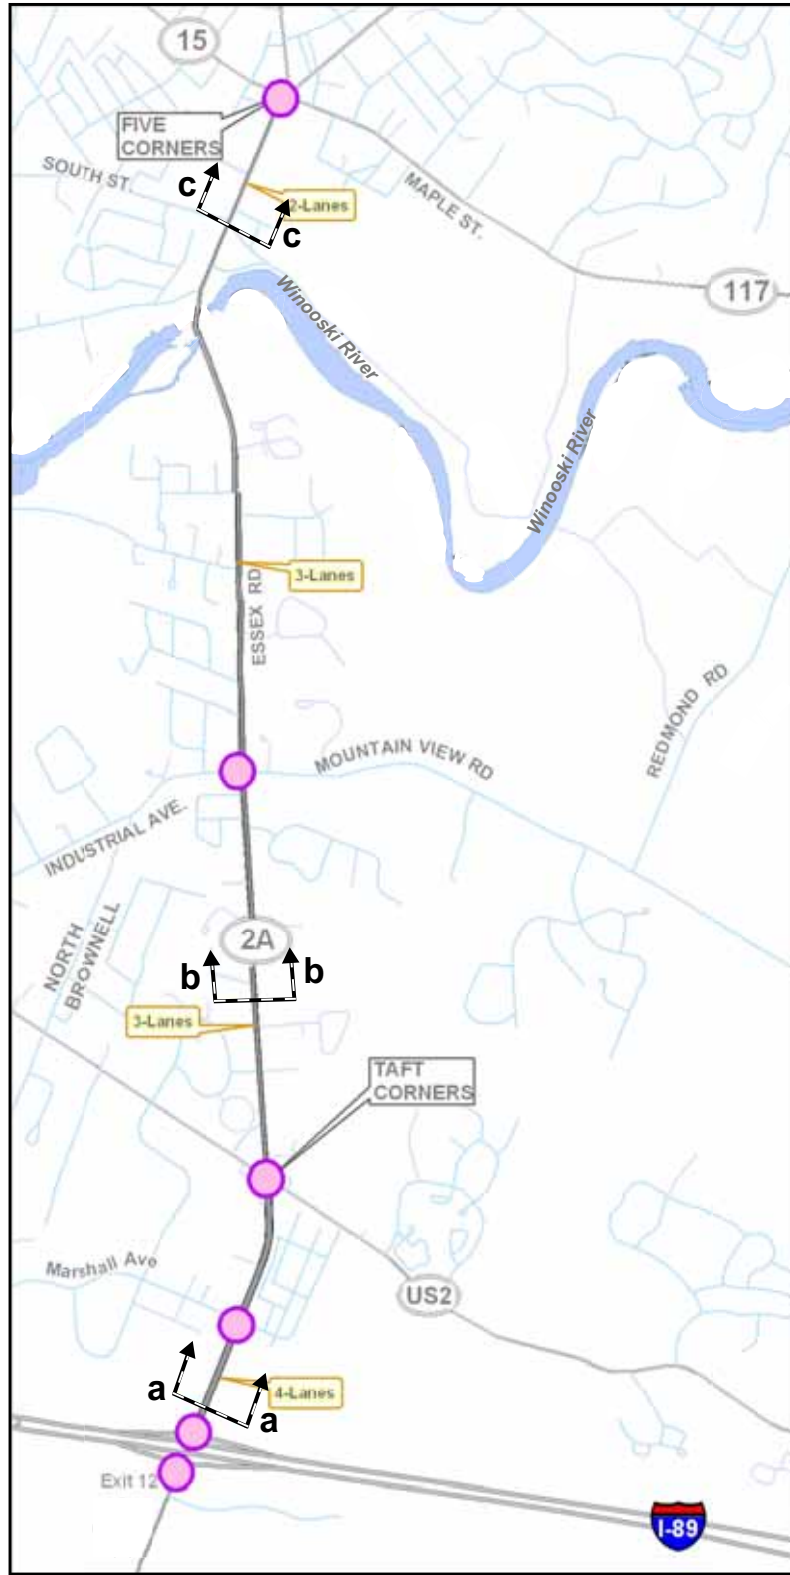 15
FIVE
CORNERS
SOUTH ST.
c
2-Lanes
c
MAPLE ST.
117
Winooski River
Winooski River
3-Lanes
ESSEX RD
REDMOND RD
MOUNTAIN VIEW RD
INDUSTRIAL AVE.
NORTH
BROWNELL
2A
b
b
3-Lanes
TAFT
CORNERS
Marshall Ave
US2
a
4-Lanes
a
Exit 12
I-89